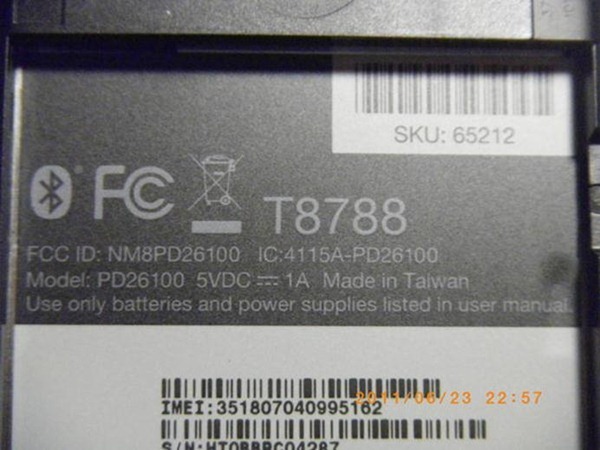 SKU: 65212
FC T8788
FCC ID: NM8PD26100 IC:4115A-PD26100
Model: PD26100 5VDC ⎓ 1A Made in Taiwan
Use only batteries and power supplies listed in user manual.
2011/06/23 22:57
IMEI:351807040995162